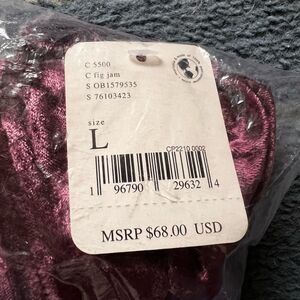 C 5500
C fig jam
S OB1579535
S 76103423
size
L
CP2210 0002
1 96790 29632 4
MSRP $68.00 USD